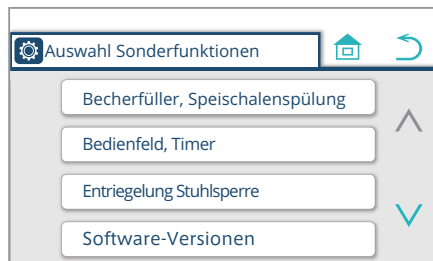 Auswahl Sonderfunktionen
Becherfüller, Speischalenspülung
Bedienfeld, Timer
Entriegelung Stuhlsperre
Software-Versionen